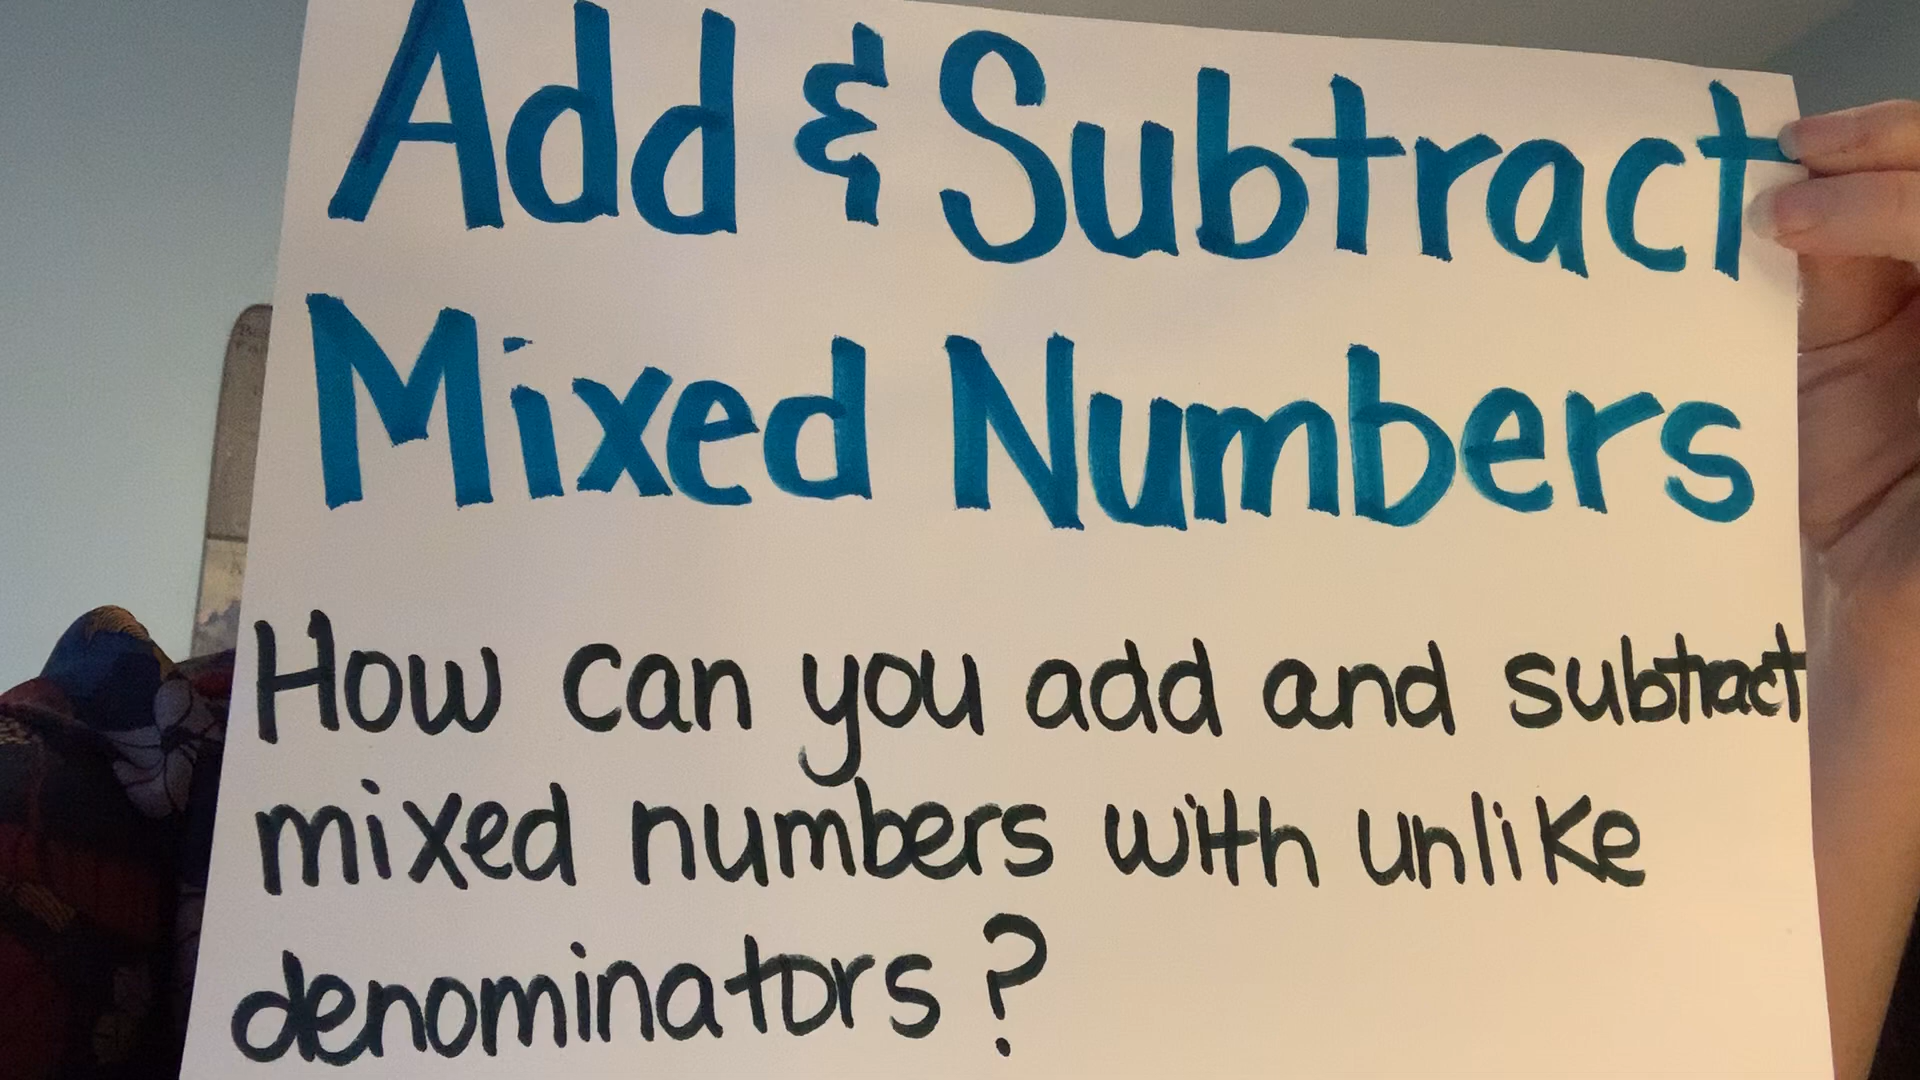 Add & Subtract
Mixed Numbers
How can you add and subtract
mixed numbers with unlike
denominators?